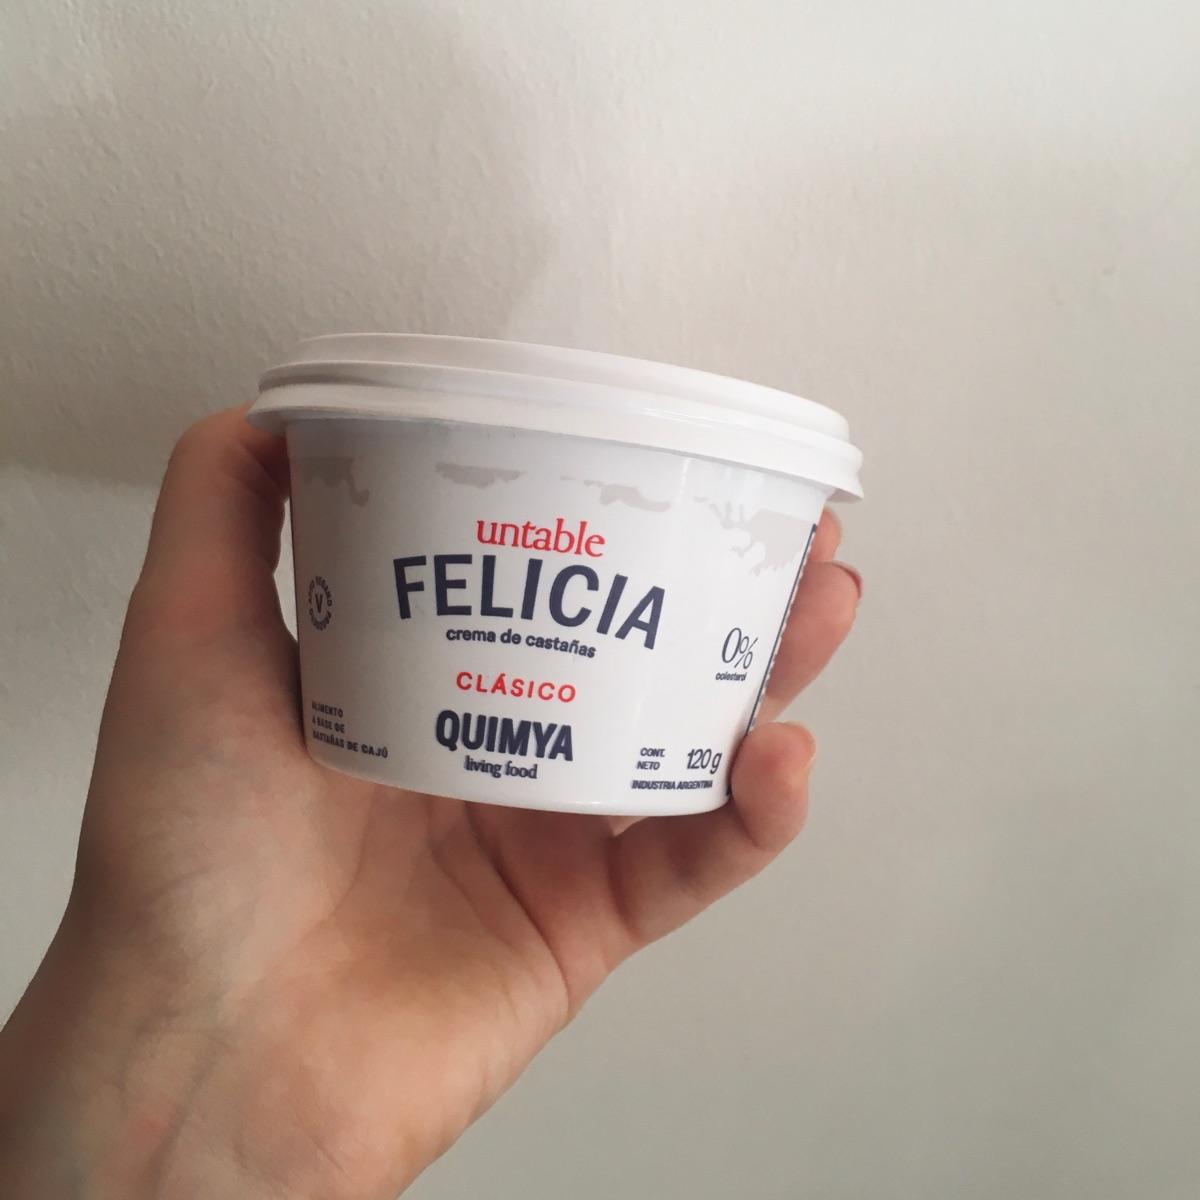 untable
FELICIA
crema de castañas
CLÁSICO
QUIMYA
living food
0%
colesterol
V
ALIMENTO
A BASE DE
CASTAÑAS DE CAJÚ
CONT.
NETO
120 g
INDUSTRIA ARGENTINA